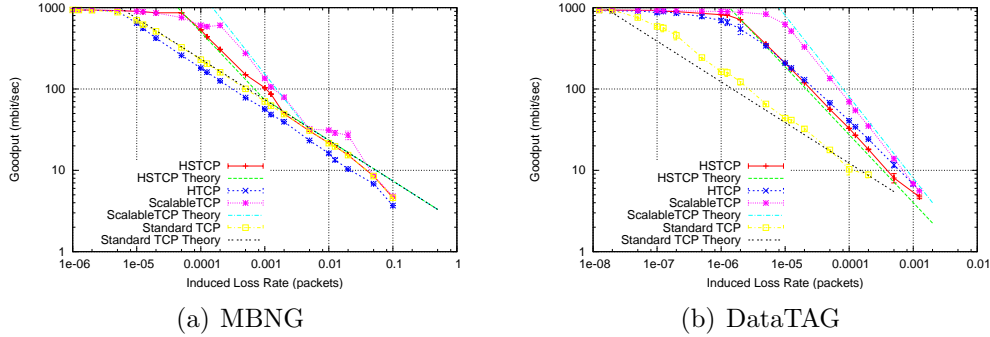 1000
100
10
1
Goodput (mbit/sec)
HSTCP
HSTCP Theory
HTCP
ScalableTCP
ScalableTCP Theory
Standard TCP
Standard TCP Theory
1e-06 1e-05 0.0001 0.001 0.01 0.1 1
Induced Loss Rate (packets)
(a) MBNG
1000
100
10
1
Goodput (mbit/sec)
HSTCP
HSTCP Theory
HTCP
ScalableTCP
ScalableTCP Theory
Standard TCP
Standard TCP Theory
1e-08 1e-07 1e-06 1e-05 0.0001 0.001 0.01
Induced Loss Rate (packets)
(b) DataTAG